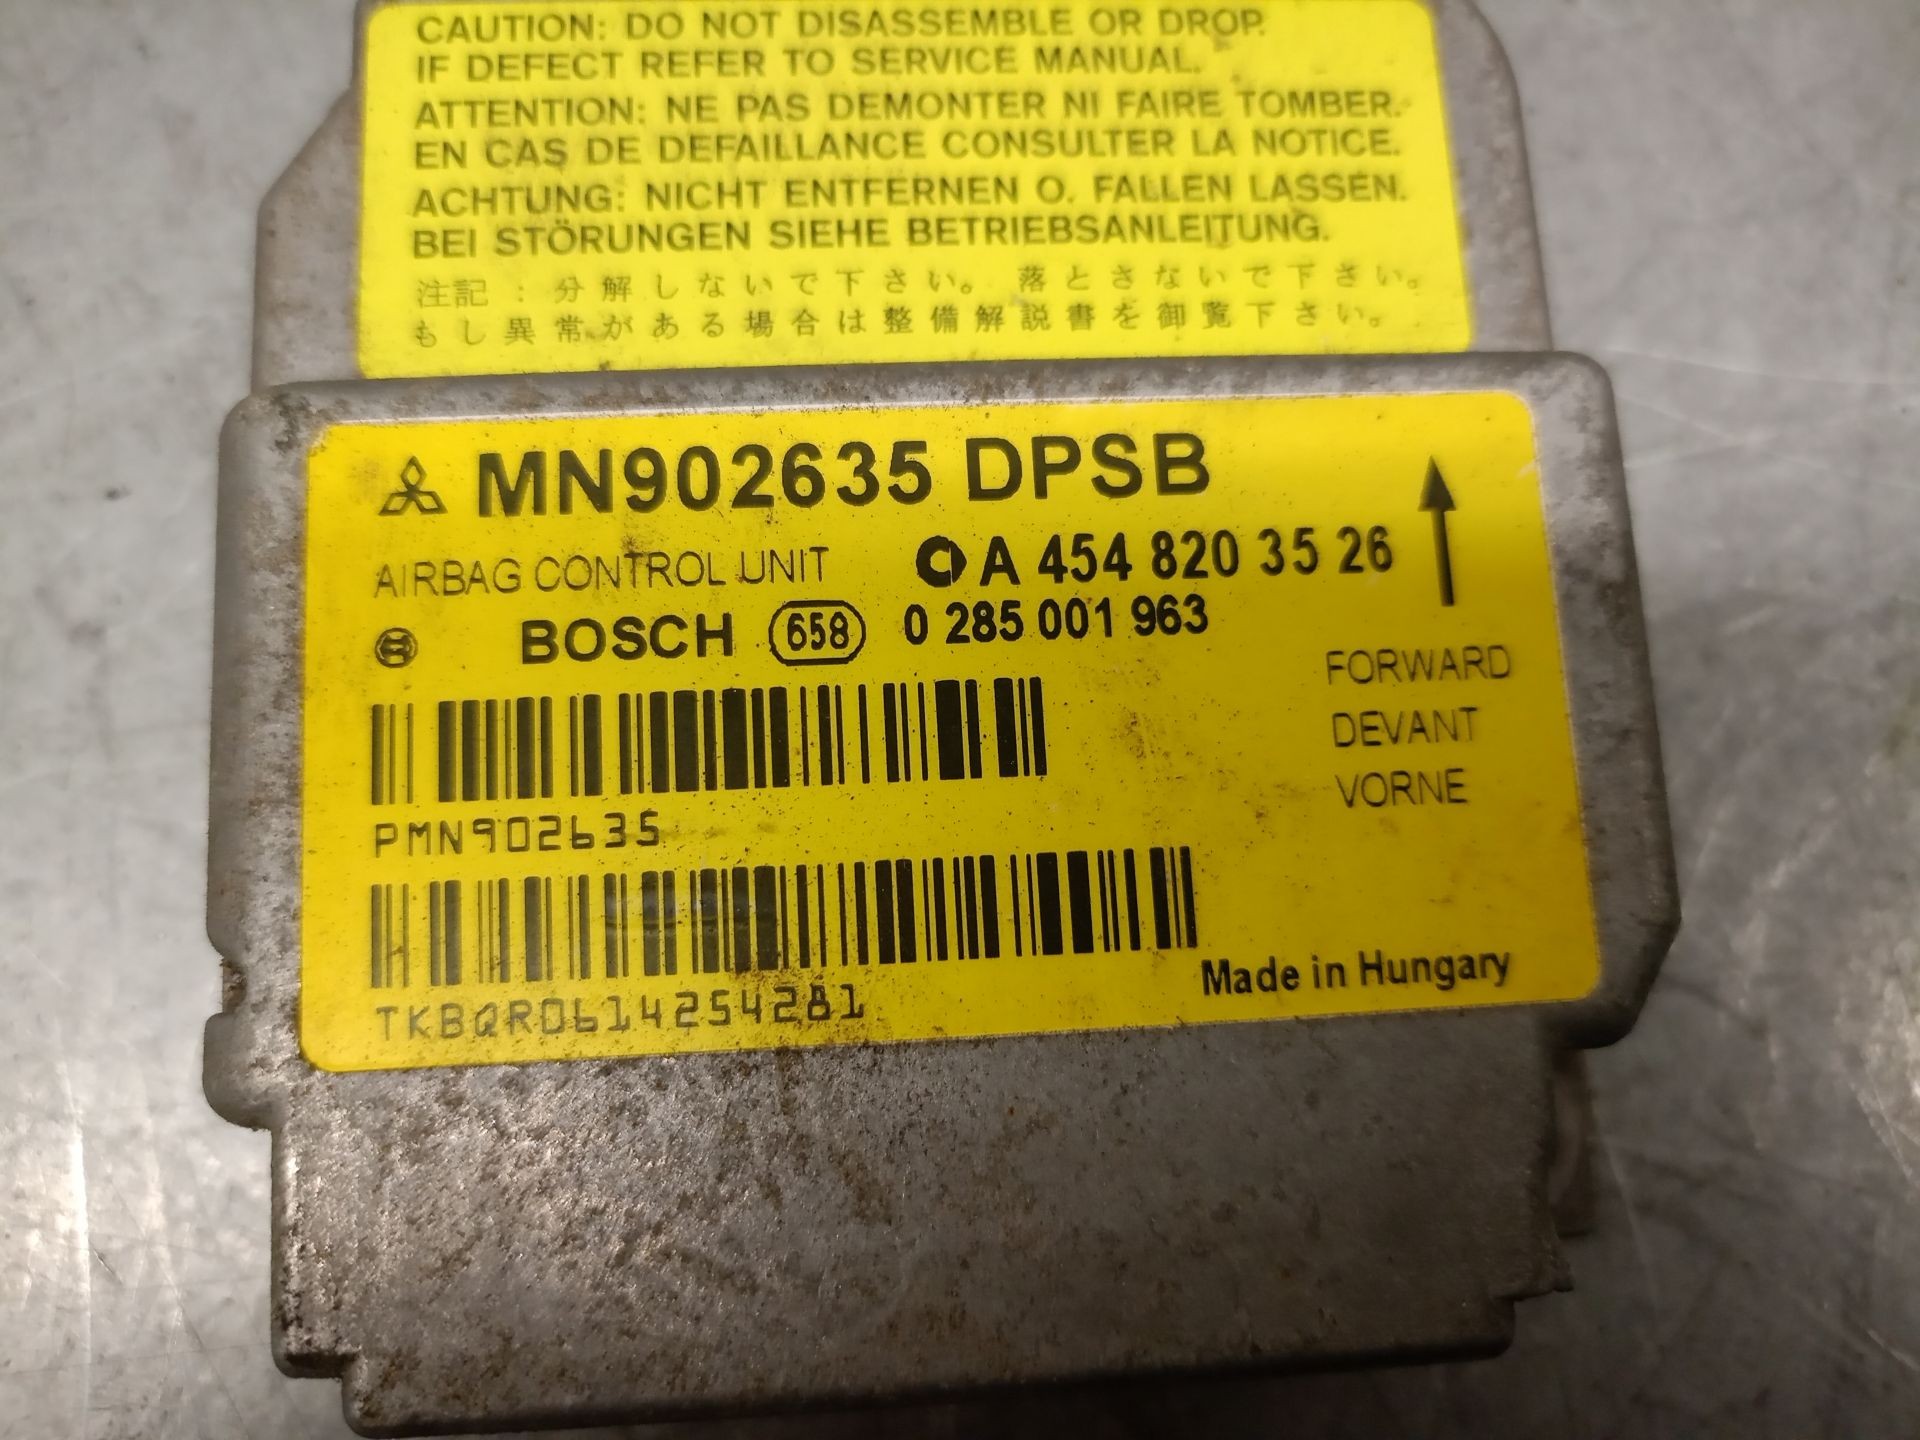 CAUTION: DO NOT DISASSEMBLE OR DROP.
IF DEFECT REFER TO SERVICE MANUAL.
ATTENTION: NE PAS DEMONTER NI FAIRE TOMBER.
EN CAS DE DEFAILLANCE CONSULTER LA NOTICE.
ACHTUNG: NICHT ENTFERNEN O. FALLEN LASSEN.
BEI STÖRUNGEN SIEHE BETRIEBSANLEITUNG.
注記:分解しないで下さい。落とさないで下さい。
もし異常がある場合は整備解説書を御覧下さい。
MN902635 DPSB
AIRBAG CONTROL UNIT A 454 820 35 26
BOSCH 658 0 285 001 963
FORWARD
DEVANT
VORNE
PMN902635
Made in Hungary
TKBQR0614254281